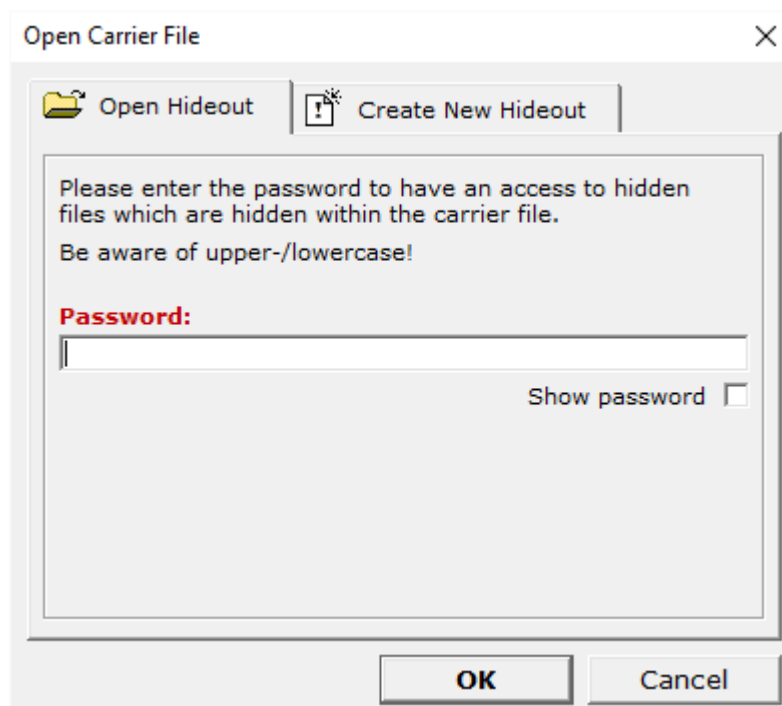 Open Carrier File
Open Hideout
Create New Hideout
Please enter the password to have an access to hidden
files which are hidden within the carrier file.
Be aware of upper-/lowercase!
Password:
Show password
OK
Cancel